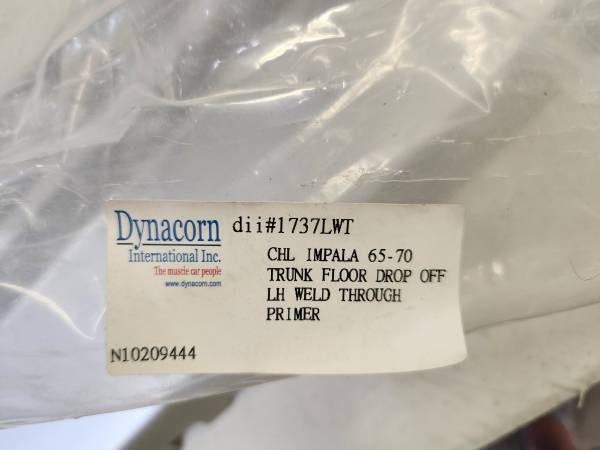 Dynacorn
International Inc.
The muscle car people
www.dynacorn.com
dii#1737LWT
CHL IMPALA 65-70
TRUNK FLOOR DROP OFF
LH WELD THROUGH
PRIMER
N10209444